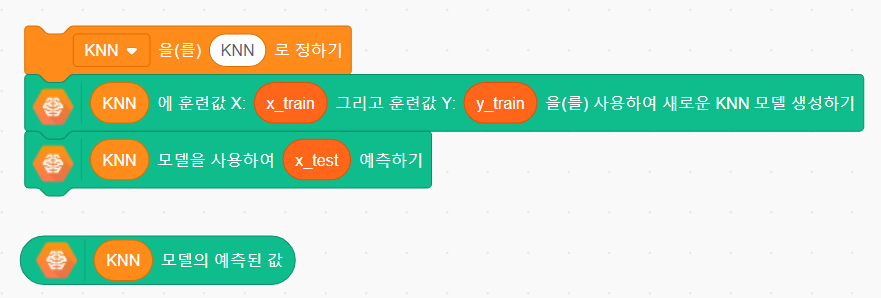 KNN 을(를) KNN 로 정하기
KNN 에 훈련값 X: x_train 그리고 훈련값 Y: y_train 을(를) 사용하여 새로운 KNN 모델 생성하기
KNN 모델을 사용하여 x_test 예측하기
KNN 모델의 예측된 값